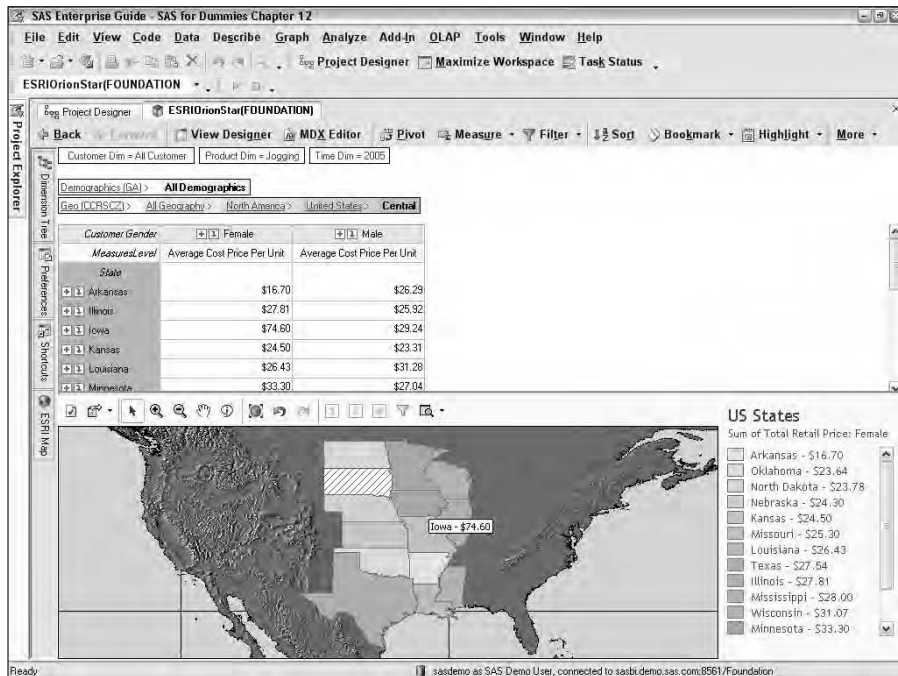 SAS Enterprise Guide - SAS for Dummies Chapter 12
File Edit View Code Data Describe Graph Analyze Add-In OLAP Tools Window Help
Project Designer Maximize Workspace Task Status
ESRIOrionStar(FOUNDATION
Project Designer ESRIOrionStar(FOUNDATION)
Back Forward View Designer MDX Editor Pivot Measure Filter Sort Bookmark Highlight More
Project Explorer
Dimension Tree
Preferences
Shortcuts
ESRI Map
Customer Dim = All Customer Product Dim = Jogging Time Dim = 2005
Demographics (GA) > All Demographics
Geo (CCRSCZ) > All Geography > North America > United States > Central
Customer Gender Female Male
MeasuresLevel Average Cost Price Per Unit Average Cost Price Per Unit
State
Arkansas $16.70 $26.29
Illinois $27.81 $25.92
Iowa $74.60 $29.24
Kansas $24.50 $23.31
Louisiana $26.43 $31.28
Minnesota $33.30 $27.04
Iowa - $74.60
US States
Sum of Total Retail Price: Female
Arkansas - $16.70
Oklahoma - $23.64
North Dakota - $23.78
Nebraska - $24.30
Kansas - $24.50
Missouri - $25.30
Louisiana - $26.43
Texas - $27.54
Illinois - $27.81
Mississippi - $28.00
Wisconsin - $31.07
Minnesota - $33.30
Ready
sasdemo as SAS Demo User, connected to sasbi.demo.sas.com:8561/Foundation